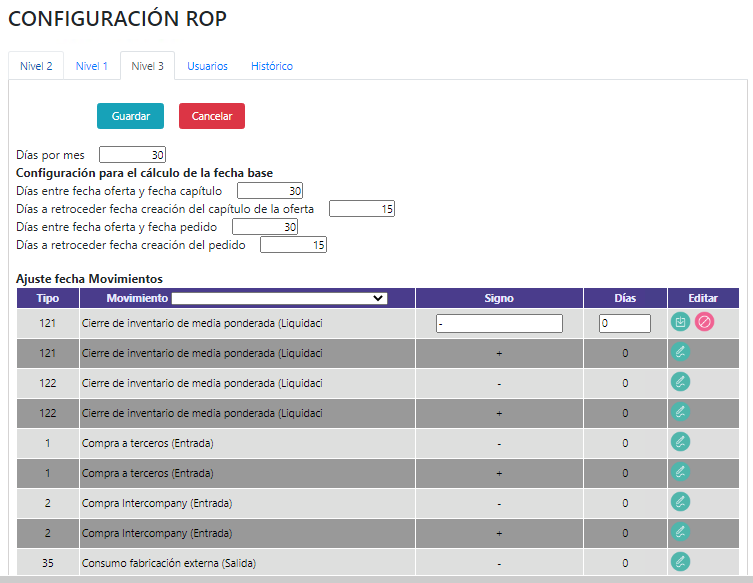 CONFIGURACIÓN ROP
Nivel 2 Nivel 1 Nivel 3 Usuarios Histórico
Guardar Cancelar
Días por mes 30
Configuración para el cálculo de la fecha base
Días entre fecha oferta y fecha capítulo 30
Días a retroceder fecha creación del capítulo de la oferta 15
Días entre fecha oferta y fecha pedido 30
Días a retroceder fecha creación del pedido 15
Ajuste fecha Movimientos
Tipo Movimiento Signo Días Editar
121 Cierre de inventario de media ponderada (Liquidaci - 0
121 Cierre de inventario de media ponderada (Liquidaci + 0
122 Cierre de inventario de media ponderada (Liquidaci - 0
122 Cierre de inventario de media ponderada (Liquidaci + 0
1 Compra a terceros (Entrada) - 0
1 Compra a terceros (Entrada) + 0
2 Compra Intercompany (Entrada) - 0
2 Compra Intercompany (Entrada) + 0
35 Consumo fabricación externa (Salida) - 0